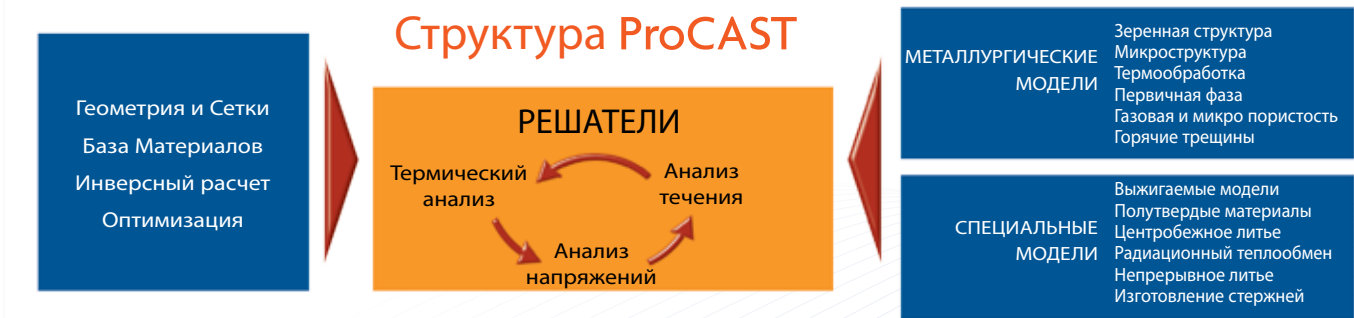 Структура ProCAST
Геометрия и Сетки
База Материалов
Инверсный расчет
Оптимизация
РЕШАТЕЛИ
Термический
анализ
Анализ
течения
Анализ
напряжений
МЕТАЛЛУРГИЧЕСКИЕ
МОДЕЛИ
Зеренная структура
Микроструктура
Термообработка
Первичная фаза
Газовая и микро пористость
Горячие трещины
СПЕЦИАЛЬНЫЕ
МОДЕЛИ
Выжигаемые модели
Полутвердые материалы
Центробежное литье
Радиационный теплообмен
Непрерывное литье
Изготовление стержней